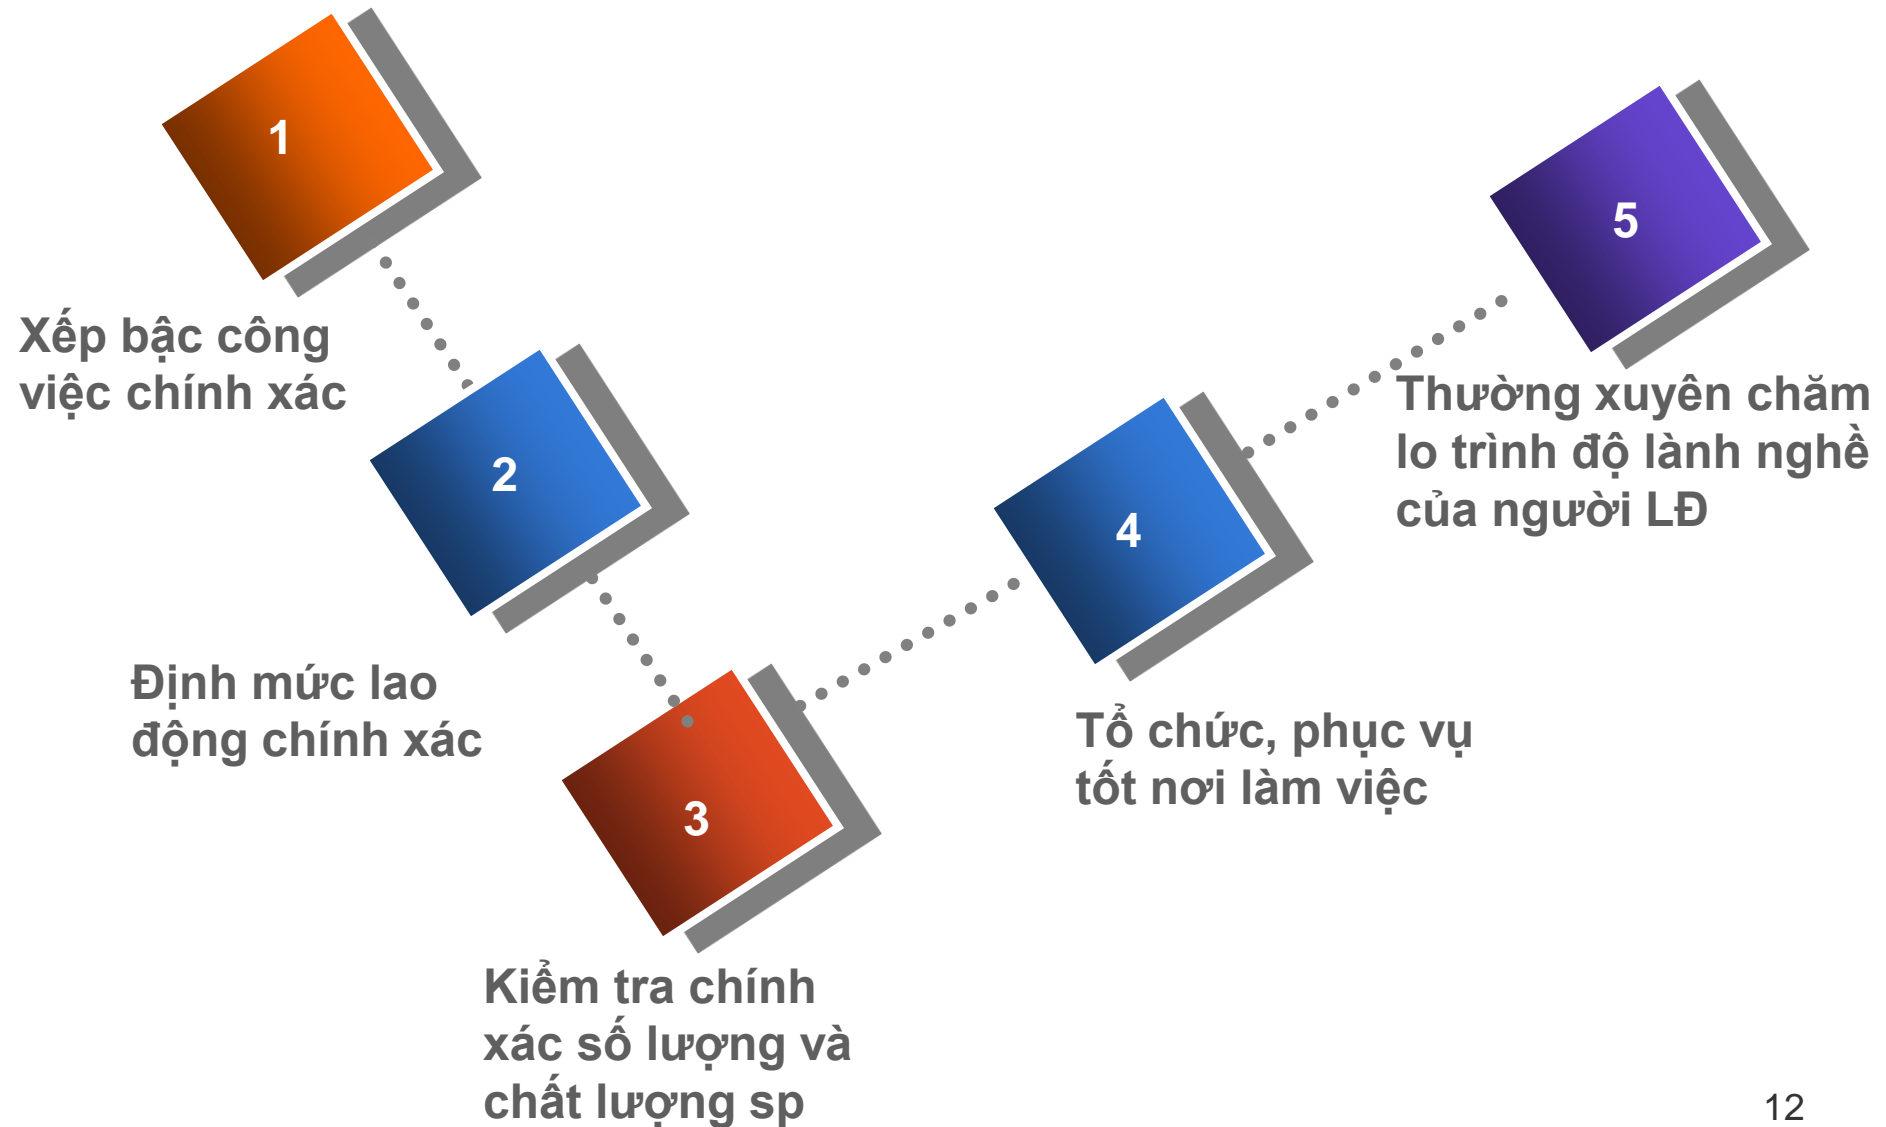 1
Xếp bậc công
việc chính xác
2
Định mức lao
động chính xác
3
Kiểm tra chính
xác số lượng và
chất lượng sp
4
Tổ chức, phục vụ
tốt nơi làm việc
5
Thường xuyên chăm
lo trình độ lành nghề
của người LĐ
12